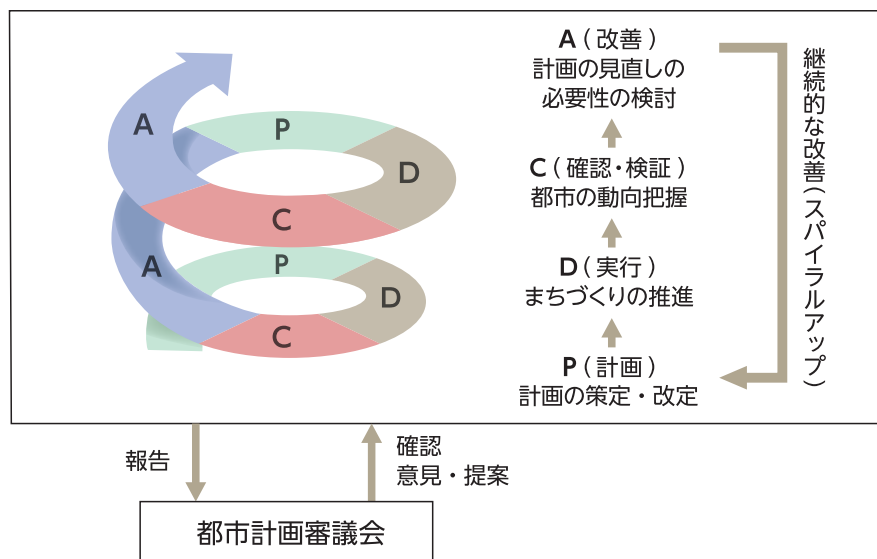 A
P
D
C
A
P
D
C
A(改善)
計画の見直しの
必要性の検討
C(確認・検証)
都市の動向把握
D(実行)
まちづくりの推進
P(計画)
計画の策定・改定
継続的な改善(スパイラルアップ)
報告
確認
意見・提案
都市計画審議会